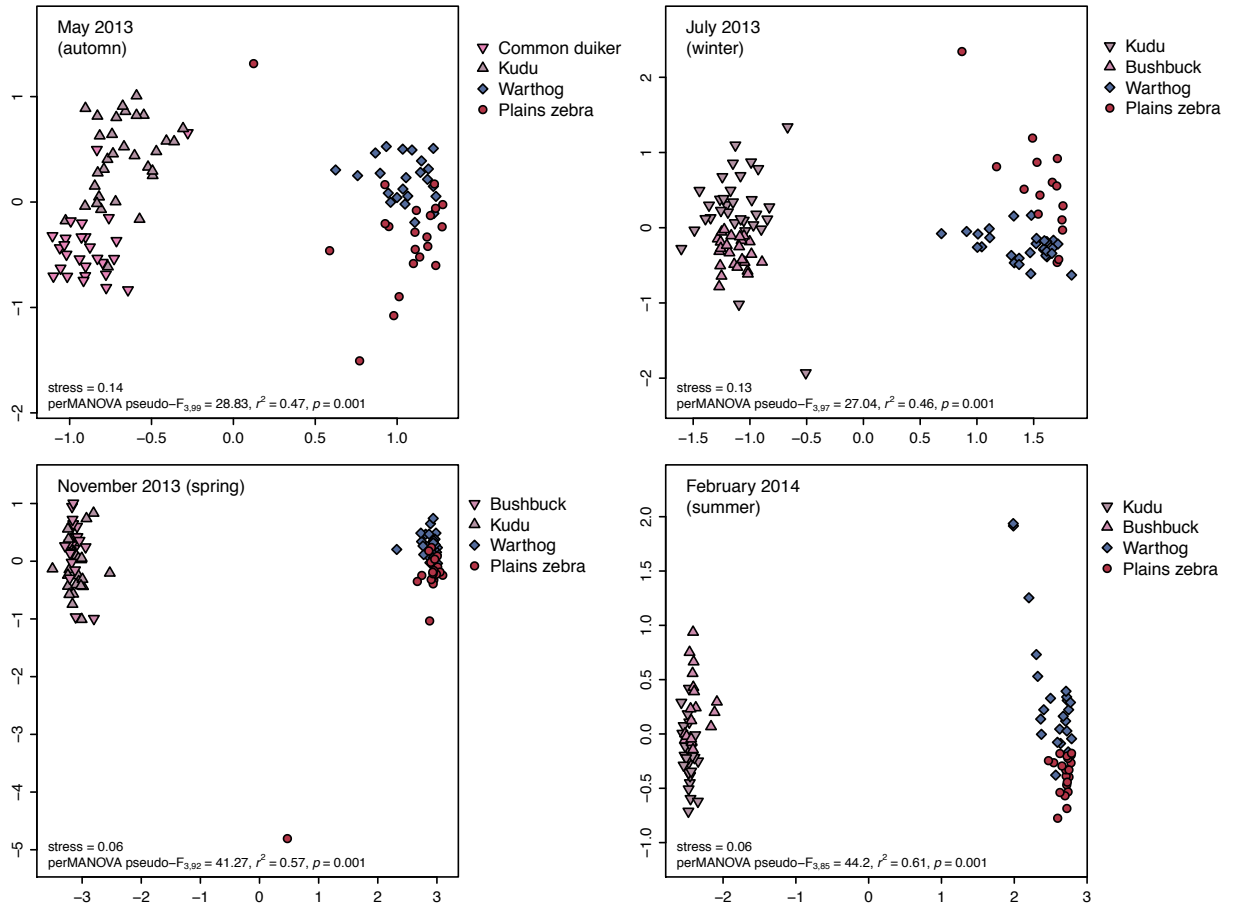 May 2013
(automn)
Common duiker
Kudu
Warthog
Plains zebra
1
0
−1
−2
stress = 0.14
perMANOVA pseudo−F3,99 = 28.83, r2 = 0.47, p = 0.001
−1.0 −0.5 0.0 0.5 1.0
July 2013
(winter)
Kudu
Bushbuck
Warthog
Plains zebra
2
1
0
−1
−2
stress = 0.13
perMANOVA pseudo−F3,97 = 27.04, r2 = 0.46, p = 0.001
−1.5 −1.0 −0.5 0.0 0.5 1.0 1.5
November 2013 (spring)
Bushbuck
Kudu
Warthog
Plains zebra
1
0
−1
−2
−3
−4
−5
stress = 0.06
perMANOVA pseudo−F3,92 = 41.27, r2 = 0.57, p = 0.001
−3 −2 −1 0 1 2 3
February 2014
(summer)
Kudu
Bushbuck
Warthog
Plains zebra
2.0
1.5
1.0
0.5
0.0
−0.5
−1.0
stress = 0.06
perMANOVA pseudo−F3,85 = 44.2, r2 = 0.61, p = 0.001
−2 −1 0 1 2 3